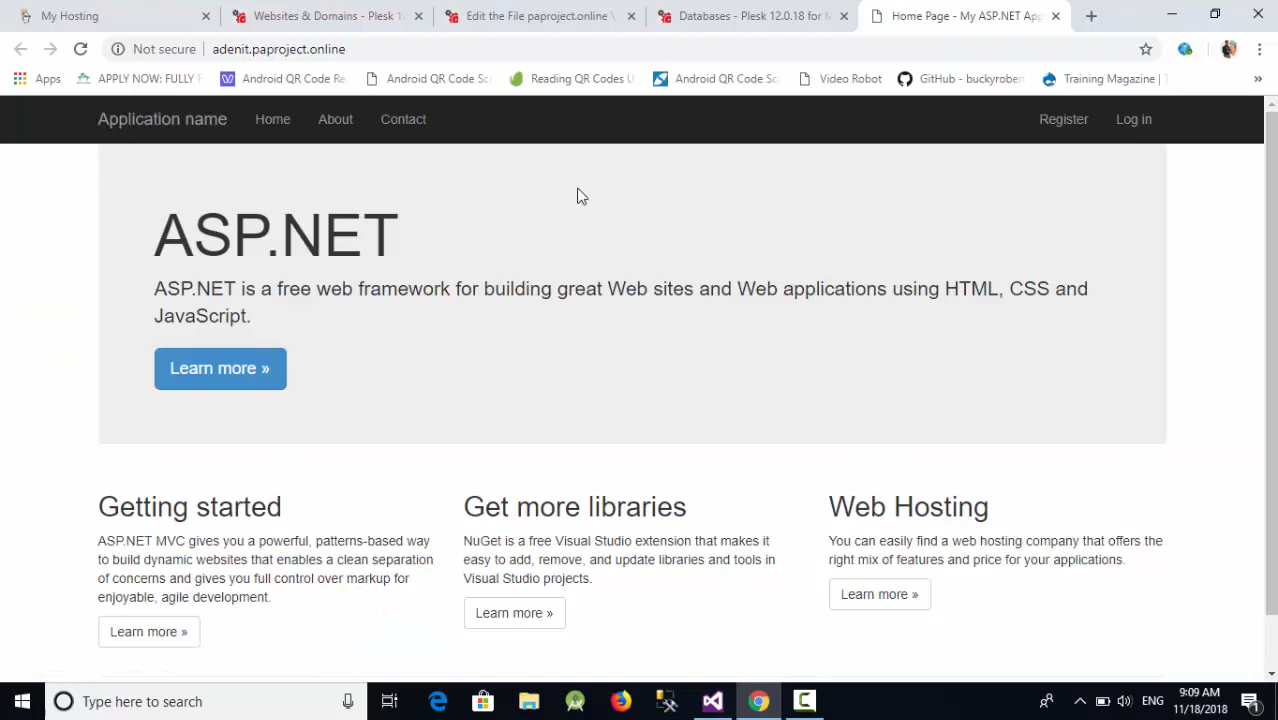 My Hosting
Websites & Domains - Plesk 1
Edit the File paproject.online \
Databases - Plesk 12.0.18 for
Home Page - My ASP.NET App
Not secure
adenit.paproject.online
Apps
APPLY NOW: FULLY
Android QR Code Re
Android QR Code Sc
Reading QR Codes U
Android QR Code Sc
Video Robot
GitHub - buckyrober
Training Magazine |
»
Application name
Home
About
Contact
Register
Log in
ASP.NET
ASP.NET is a free web framework for building great Web sites and Web applications using HTML, CSS and
JavaScript.
Learn more »
Getting started
ASP.NET MVC gives you a powerful, patterns-based way
to build dynamic websites that enables a clean separation
of concerns and gives you full control over markup for
enjoyable, agile development.
Learn more »
Get more libraries
NuGet is a free Visual Studio extension that makes it
easy to add, remove, and update libraries and tools in
Visual Studio projects.
Learn more »
Web Hosting
You can easily find a web hosting company that offers the
right mix of features and price for your applications.
Learn more »
Type here to search
ENG
9:09 AM
11/18/2018
1